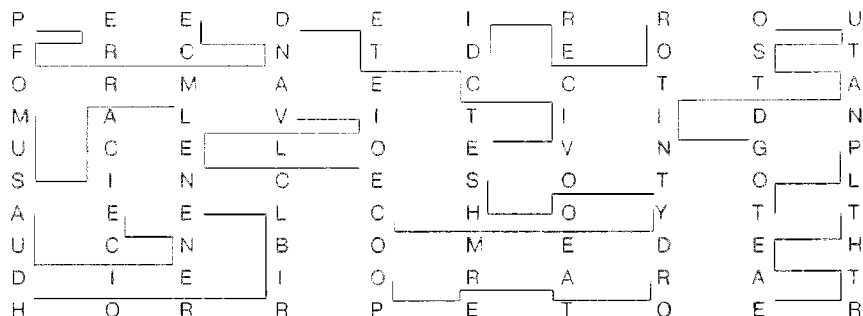 P E E D E I R R O U
F R C N T D E O S T
O R M A E C C T T A
M A L V I T I I D N
U C E L O E V N G P
S I N C E S O T O L
A E E L C H O Y T T
U C N B O M E D E H
D I E I O R A R A T
H O R R P E T O E R